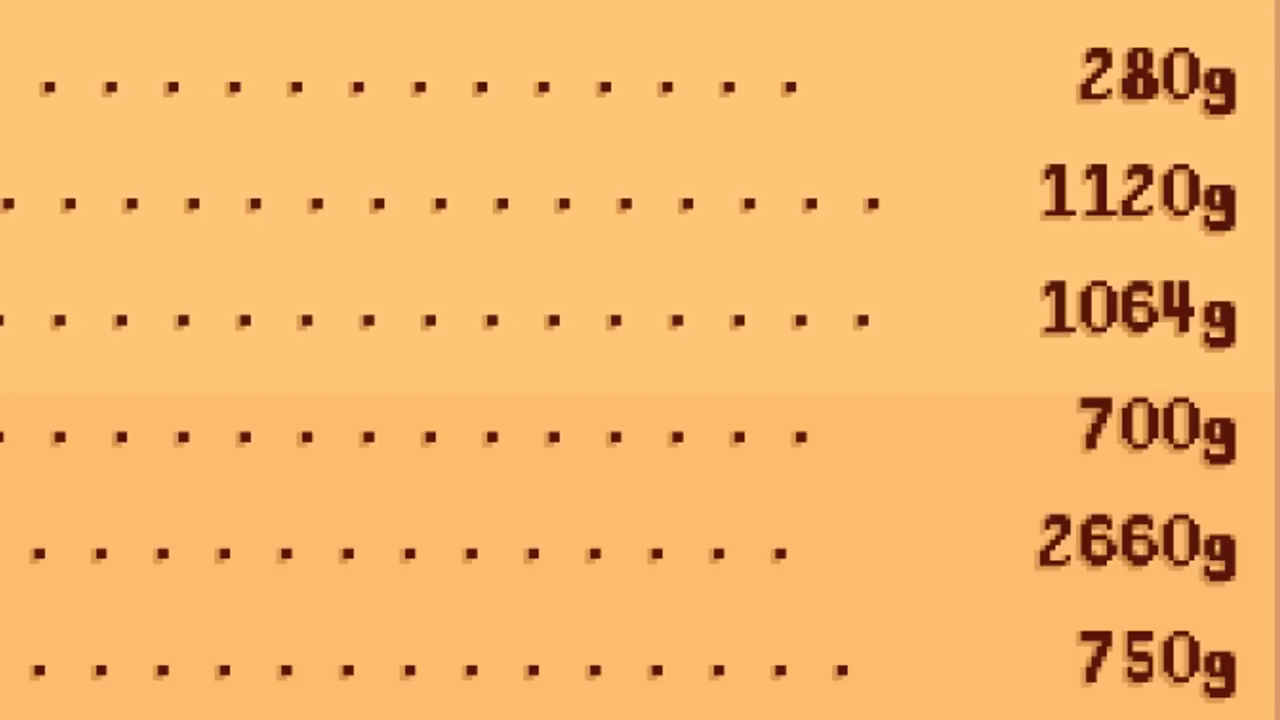 . . . . . . . . . . . . . 280g
. . . . . . . . . . . . . . . 1120g
. . . . . . . . . . . . . . . 1064g
. . . . . . . . . . . . . . 700g
. . . . . . . . . . . . . 2660g
. . . . . . . . . . . . . . 750g